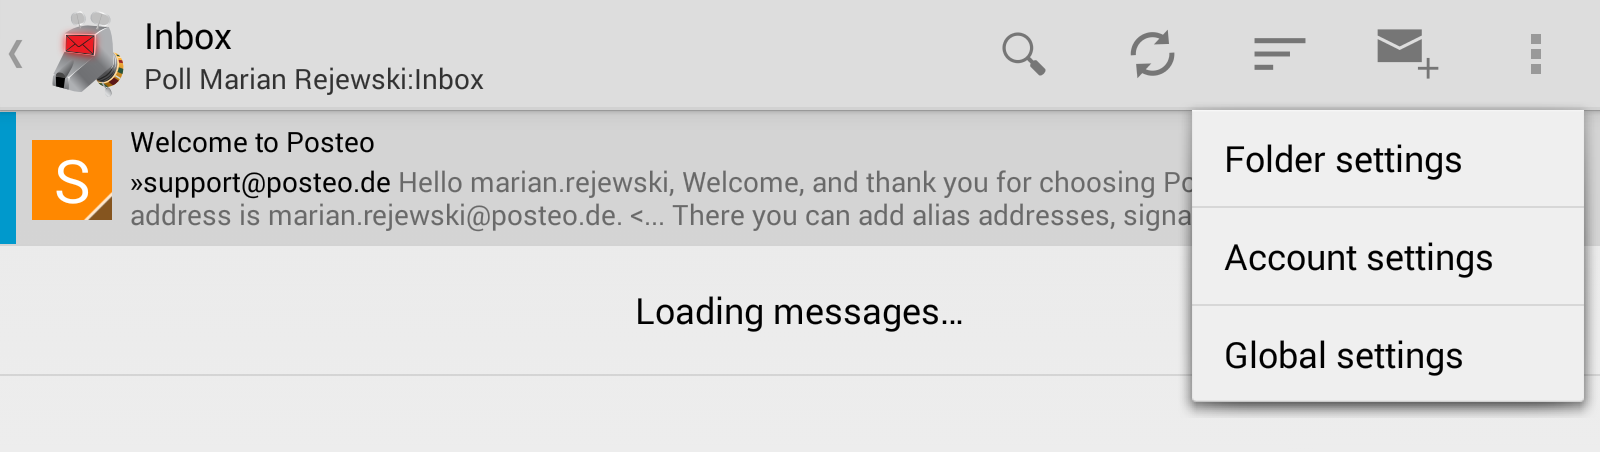 Inbox
Poll Marian Rejewski:Inbox
Welcome to Posteo
»support@posteo.de Hello marian.rejewski, Welcome, and thank you for choosing Po
address is marian.rejewski@posteo.de. <... There you can add alias addresses, signa
S
Loading messages...
Folder settings
Account settings
Global settings